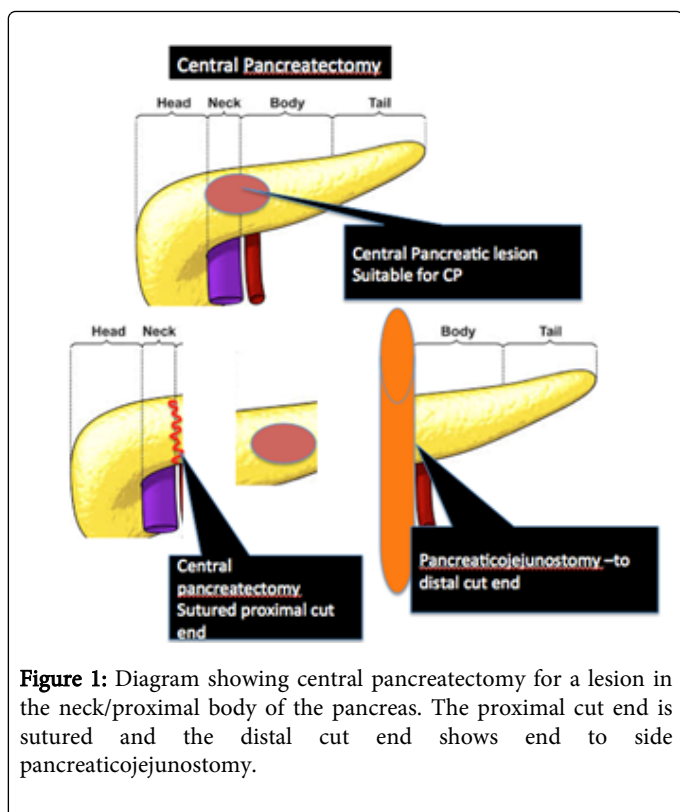 Central Pancreatectomy
Head Neck Body Tail
Central Pancreatic lesion
Suitable for CP
Head Neck
Body Tail
Central
pancreatectomy
Sutured proximal cut
end
Pancreaticojejunostomy –to
distal cut end
Figure 1: Diagram showing central pancreatectomy for a lesion in
the neck/proximal body of the pancreas. The proximal cut end is
sutured and the distal cut end shows end to side
pancreaticojejunostomy.